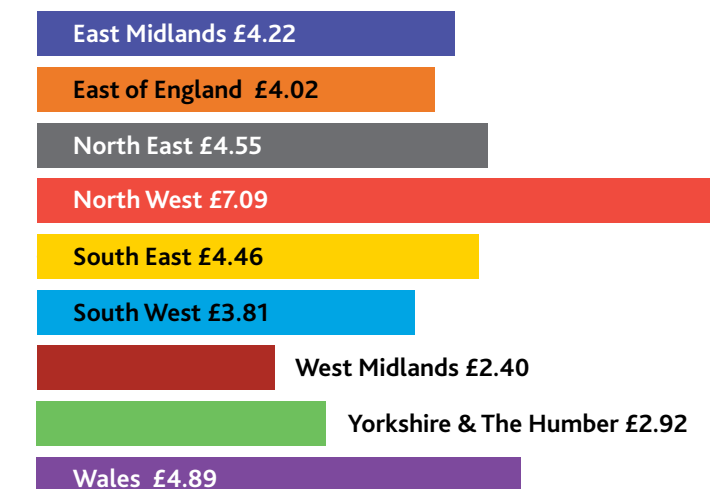 East Midlands £4.22
East of England £4.02
North East £4.55
North West £7.09
South East £4.46
South West £3.81
West Midlands £2.40
Yorkshire & The Humber £2.92
Wales £4.89